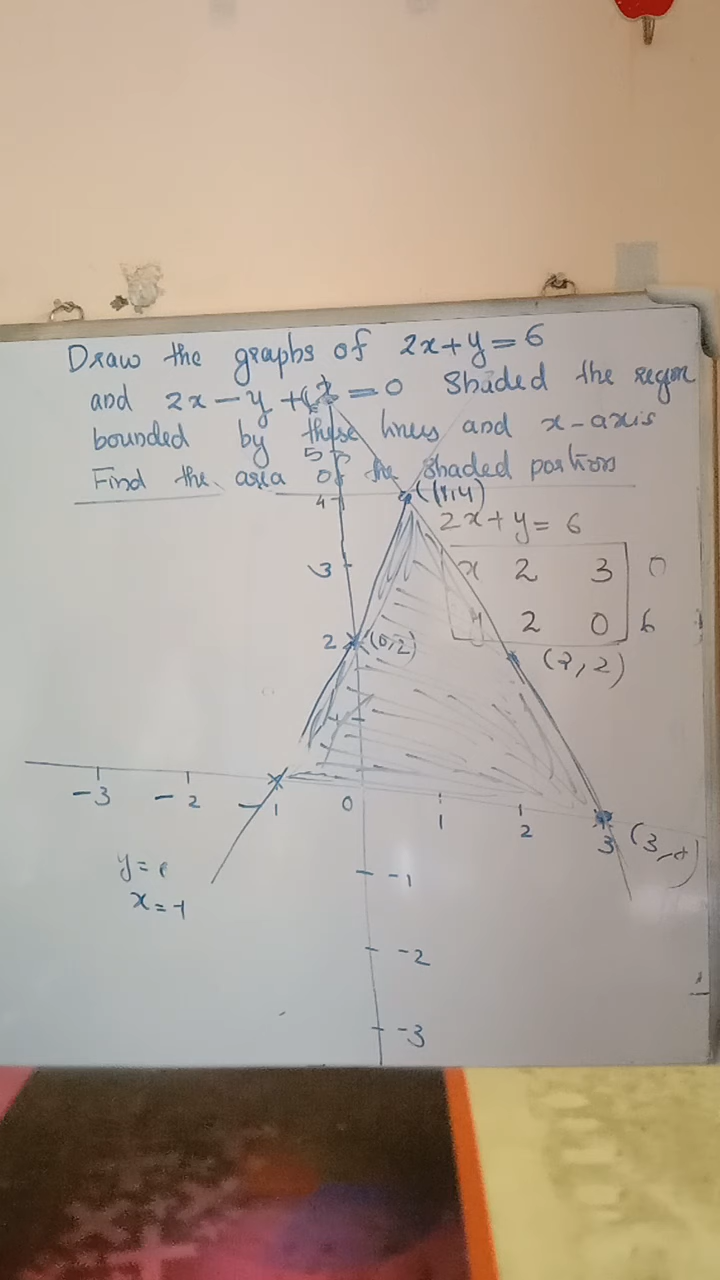 Draw the graphs of 2x+y=6
and 2x-y+2=0 Shaded the region
bounded by these lines and x-axis
Find the area of the shaded portion
5
4 (1,4)
2x+y=6
3 x 2 3 0
y 2 0 6
2 (0,2)
(2,2)
1
-3 -2 -1 0 1 2 3
y=0 -1
x=-1
-2
-3